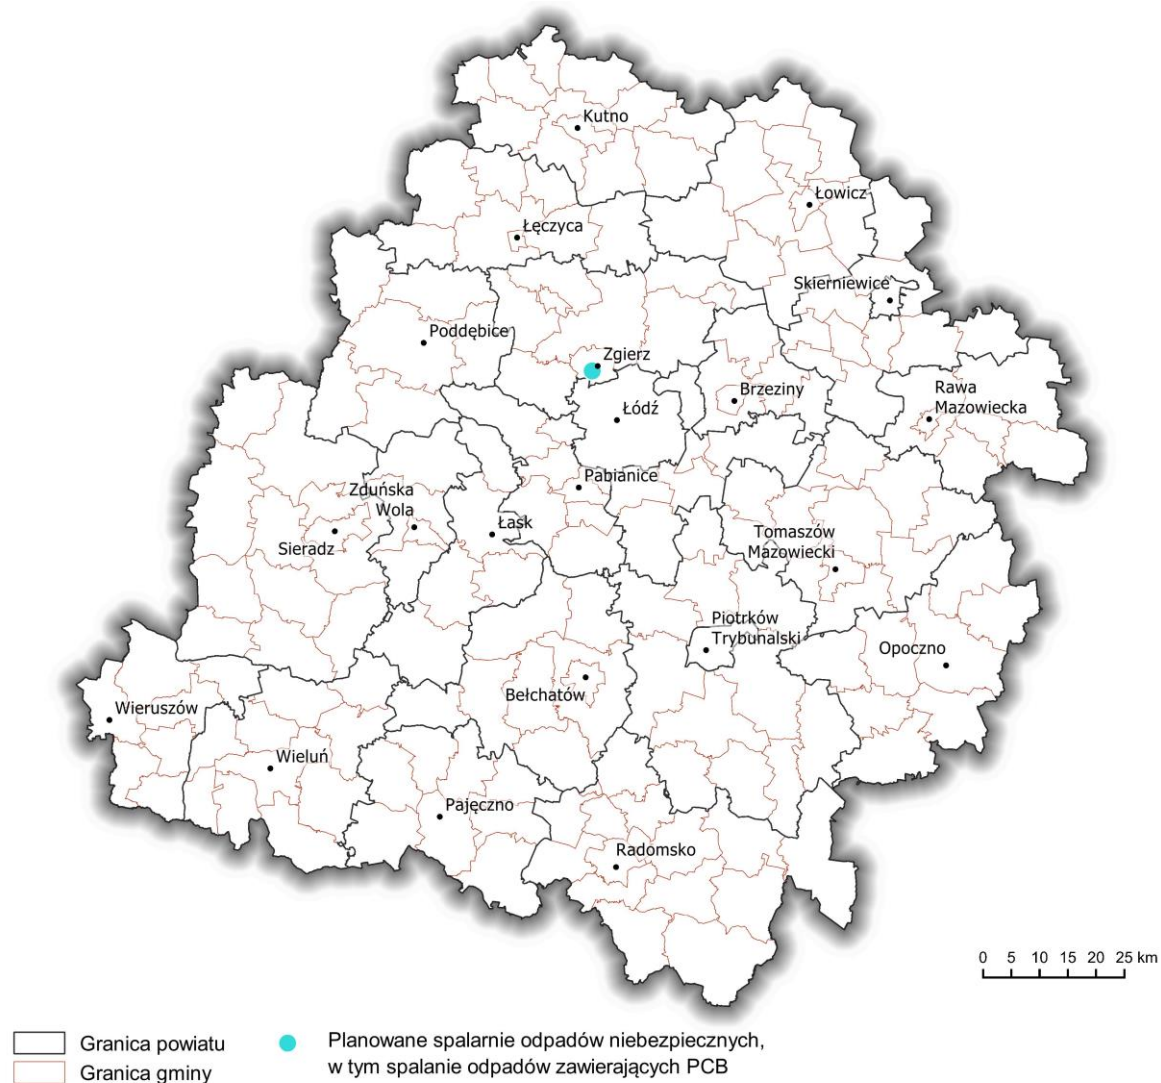 Kutno
Łowicz
Łęczyca
Skierniewice
Poddębice
Zgierz
Brzeziny
Rawa
Mazowiecka
Łódź
Pabianice
Zduńska
Wola
Łask
Sieradz
Tomaszów
Mazowiecki
Piotrków
Trybunalski
Opoczno
Bełchatów
Wieruszów
Wieluń
Pajęczno
Radomsko
0 5 10 15 20 25 km
Granica powiatu
Granica gminy
Planowane spalarnie odpadów niebezpiecznych,
w tym spalanie odpadów zawierających PCB